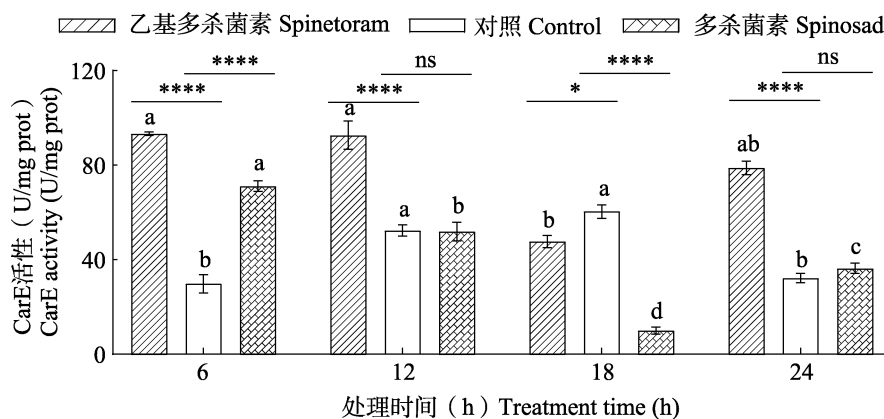 乙基多杀菌素 Spinetoram 对照 Control 多杀菌素 Spinosad
**** ns ****  ns
**** **** * ****
120
80
40
0
a b a
a a b
b a d
ab b c
6 12 18 24
CarE活性（U/mg prot）
CarE activity (U/mg prot)
处理时间（h）Treatment time (h)